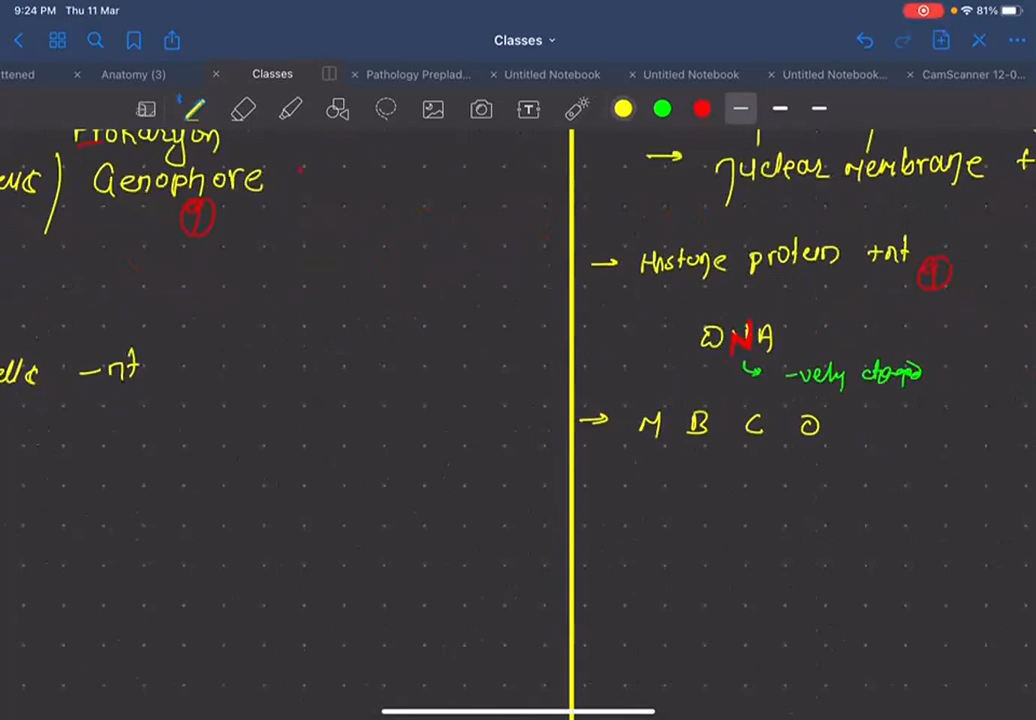 9:24 PM Thu 11 Mar 81%
Classes
ttened Anatomy (3) Classes Pathology Preplad... Untitled Notebook Untitled Notebook Untitled Notebook... CamScanner 12-0...
T
Prokaryon
Genophore
q
−nt
→ nuclear membrane +
→ Histone protein +nt
q
DNA
↳ -vely charged
→ M B C O